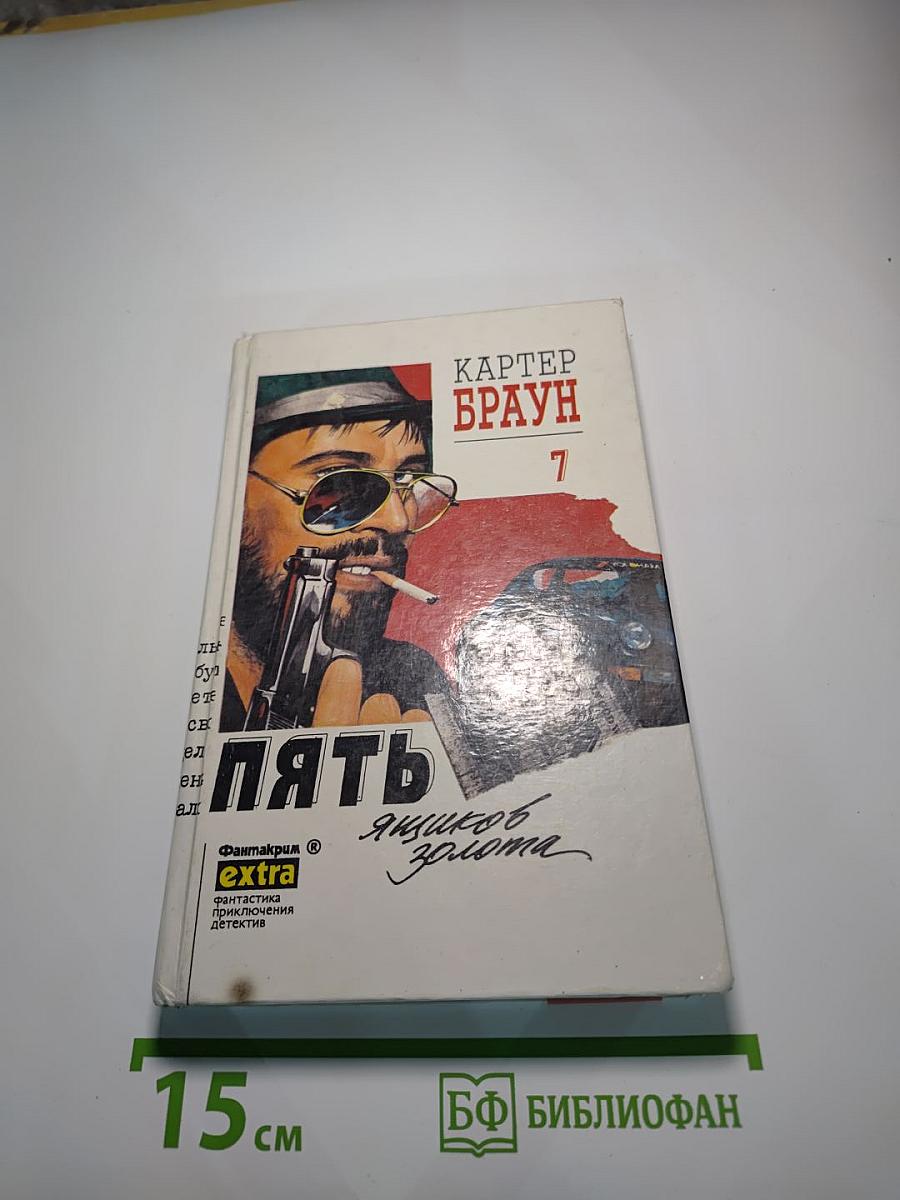 КАРТЕР
БРАУН
7
ПЯТЬ
ящиков
золота
Фантакрим ®
extra
фантастика
приключения
детектив
15 см
БФ БИБЛИОФАН